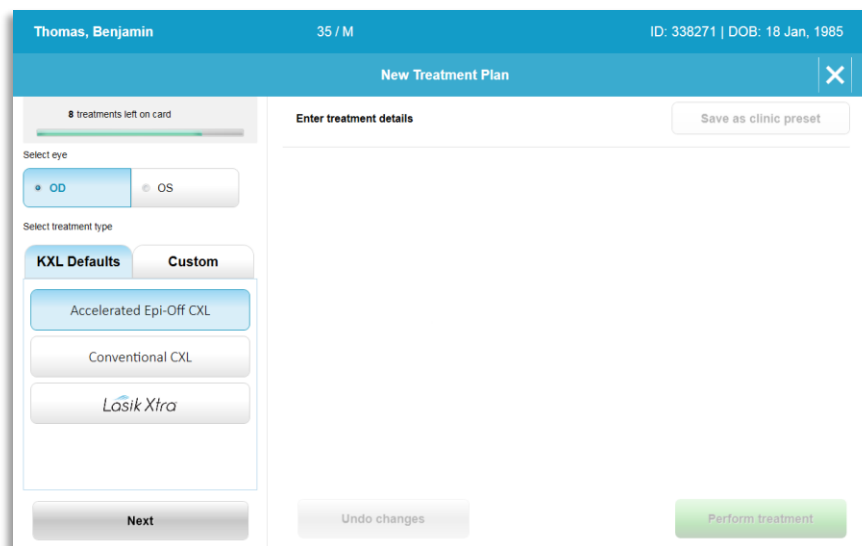 Thomas, Benjamin 35 / M ID: 338271 | DOB: 18 Jan, 1985
New Treatment Plan
8 treatments left on card
Select eye
OD OS
Select treatment type
KXL Defaults Custom
Accelerated Epi-Off CXL
Conventional CXL
Lasik Xtra
Next
Enter treatment details Save as clinic preset
Undo changes Perform treatment